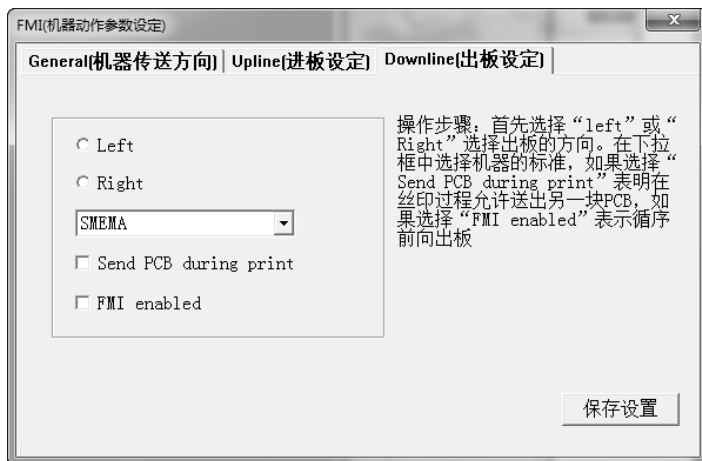 FMI(机器动作参数设定)
General(机器传送方向) Upline(进板设定) Downline(出板设定)
Left
Right
SMEMA
Send PCB during print
FMI enabled
操作步骤：首先选择“left”或“
Right”选择出板的方向。在下拉
框中选择机器的标准，如果选择“
Send PCB during print”表明在
丝印过程允许送出另一块PCB，如
果选择“FMI enabled”表示循序
前向出板
保存设置